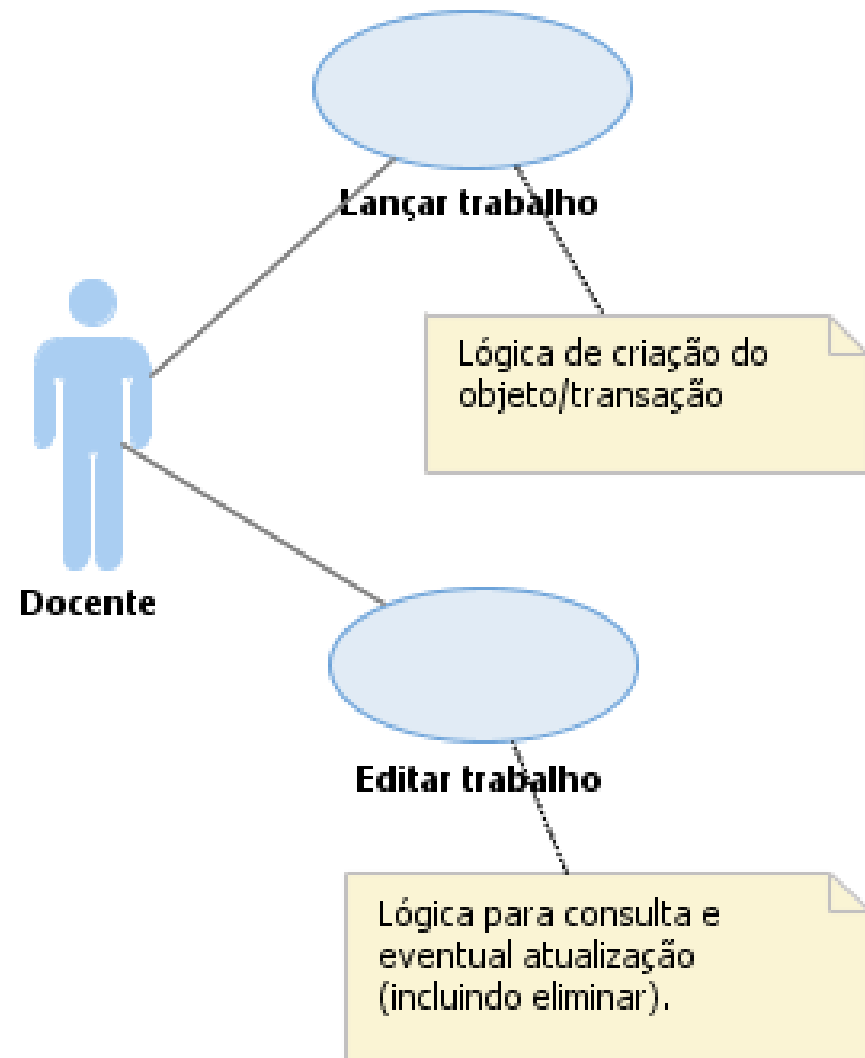 Lançar trabalho
Lógica de criação do
objeto/transação
Docente
Editar trabalho
Lógica para consulta e
eventual atualização
(incluindo eliminar).